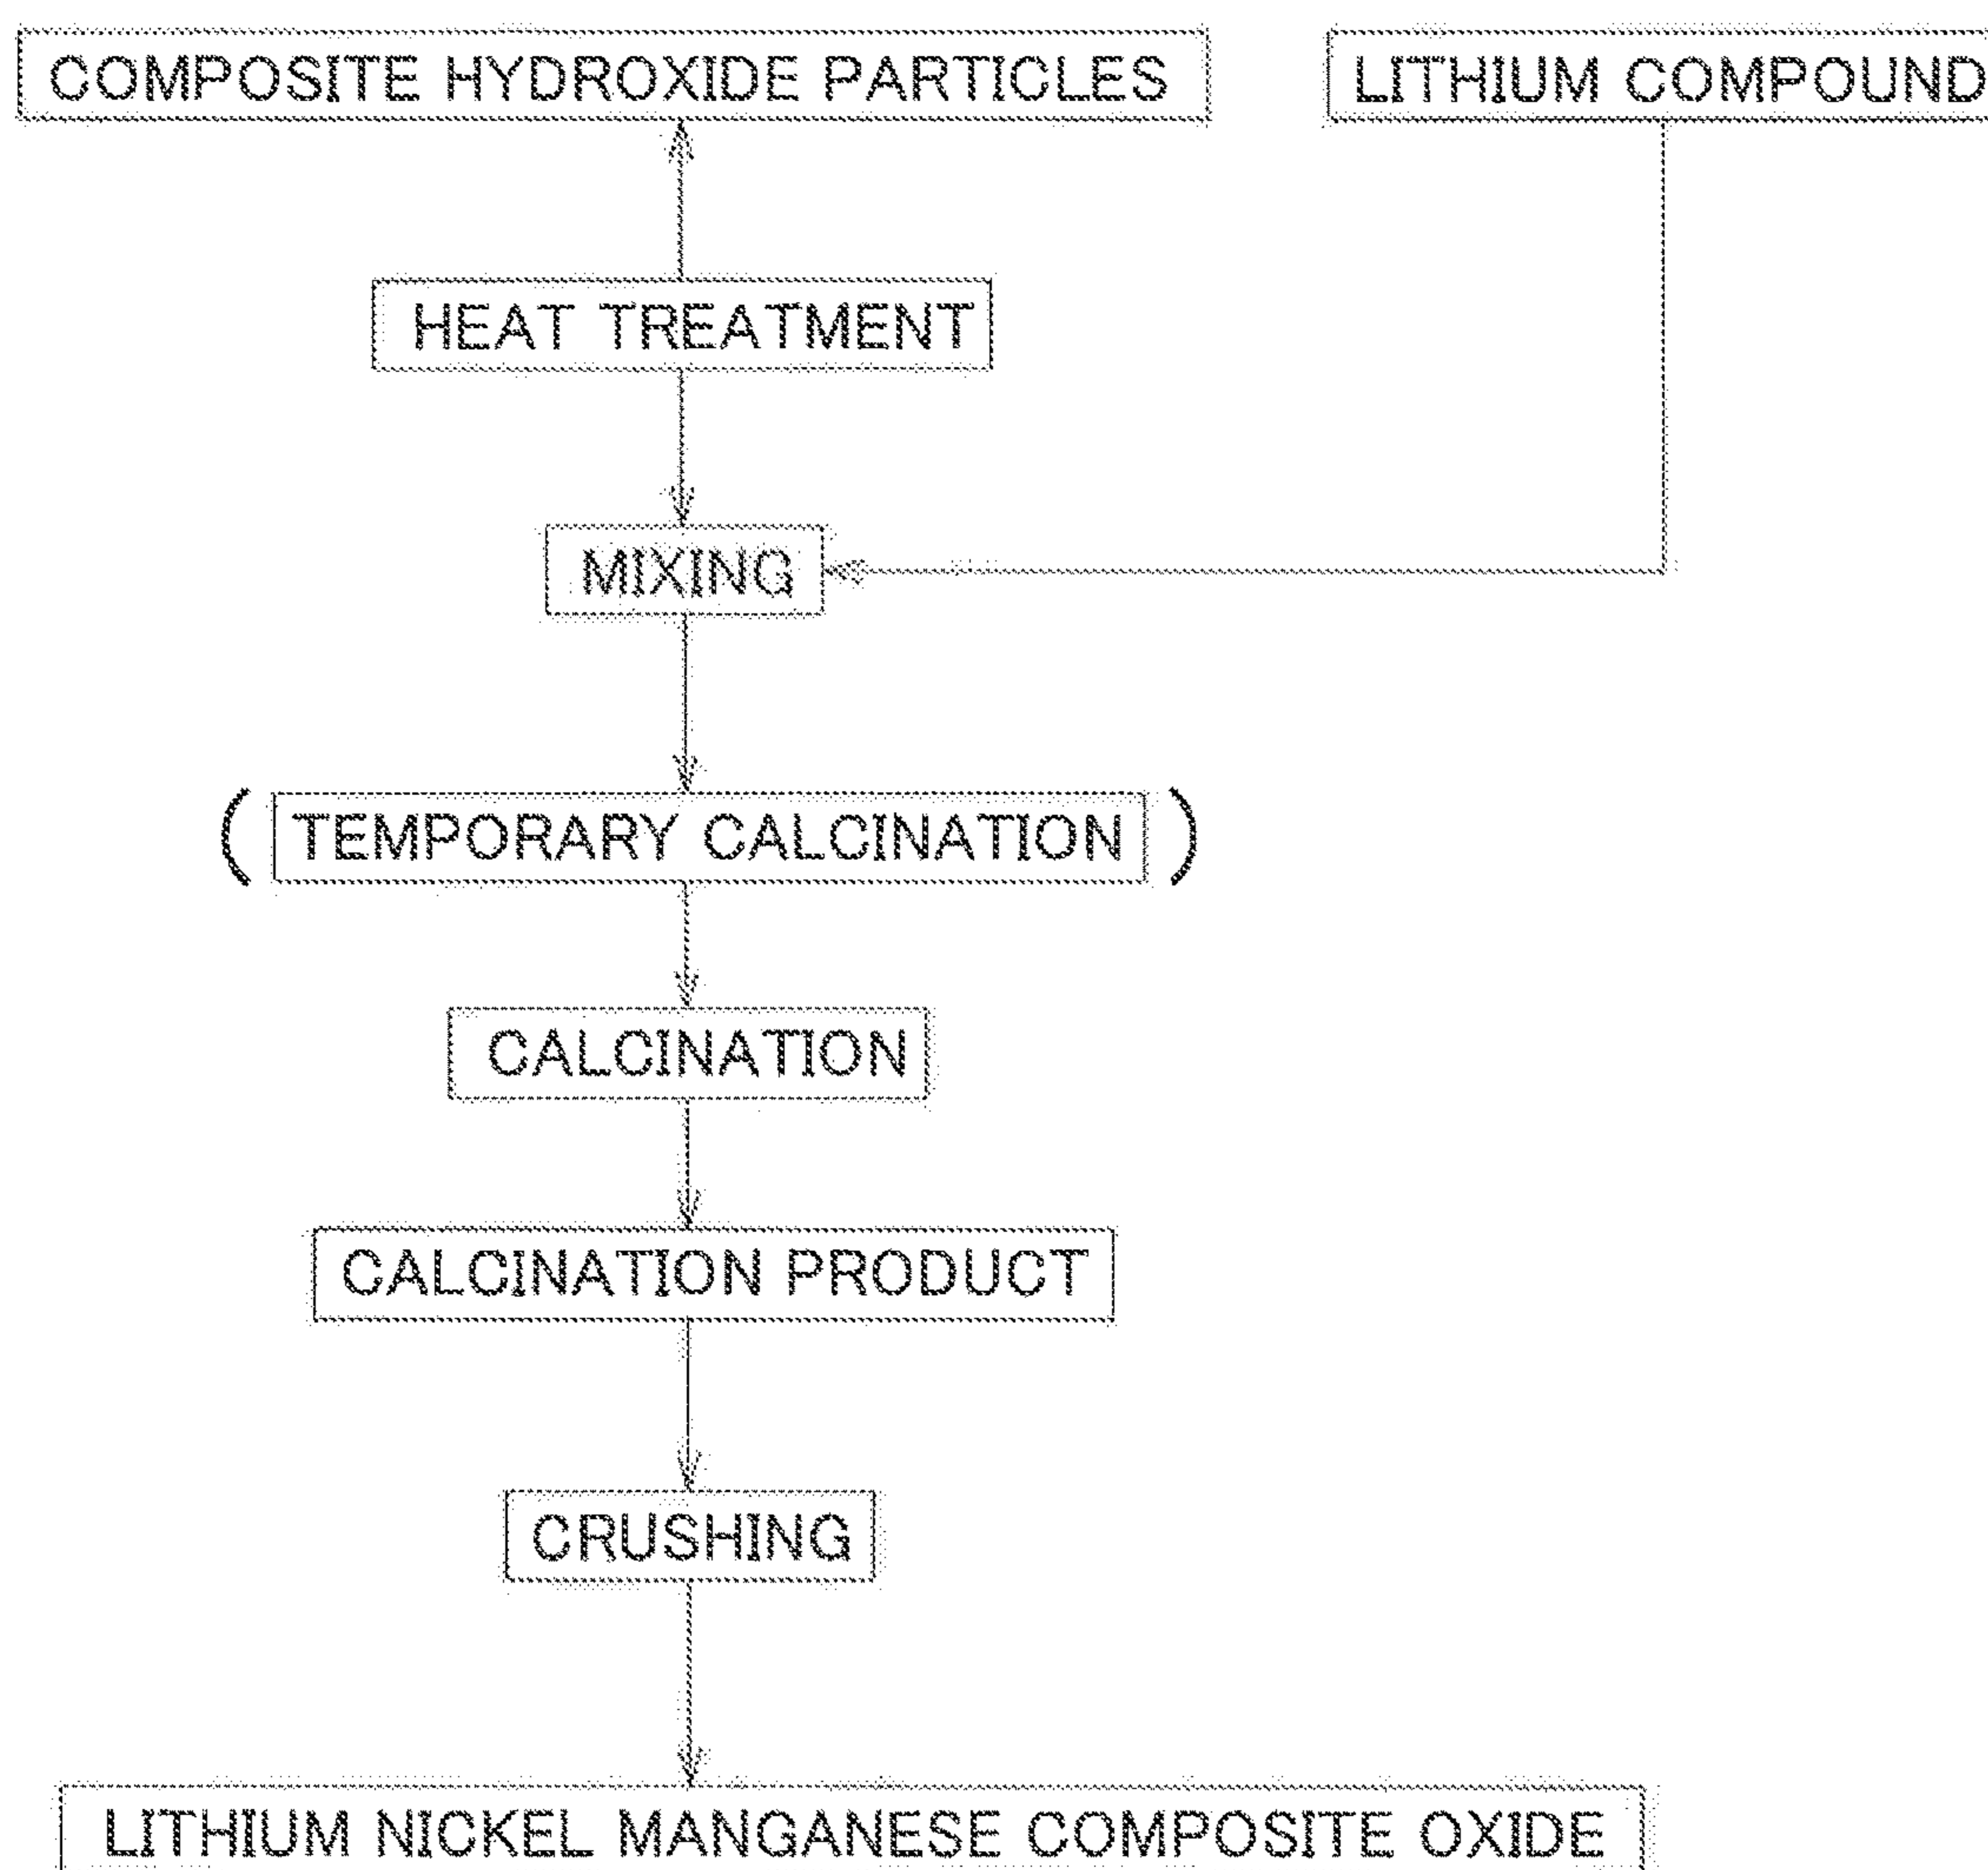 COMPOSITE HYDROXIDE PARTICLES
LITHIUM COMPOUND
HEAT TREATMENT
MIXING
( TEMPORARY CALCINATION )
CALCINATION
CALCINATION PRODUCT
CRUSHING
LITHIUM NICKEL MANGANESE COMPOSITE OXIDE